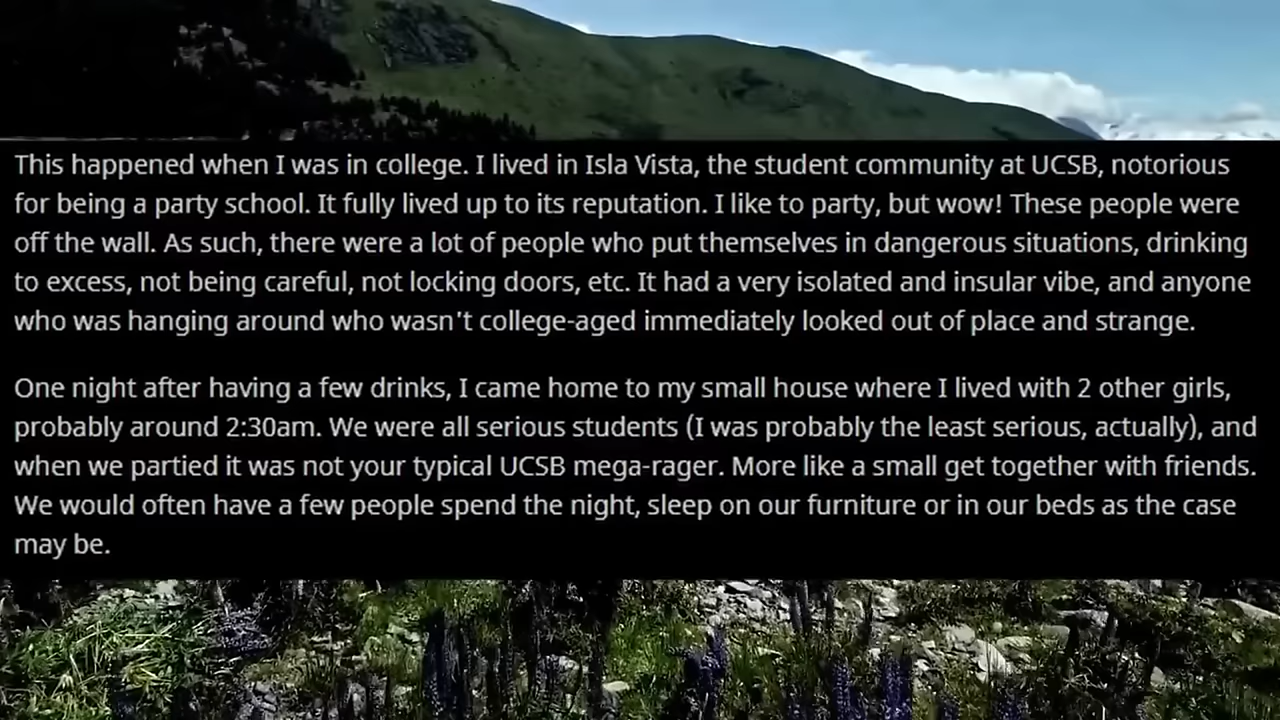 This happened when I was in college. I lived in Isla Vista, the student community at UCSB, notorious
for being a party school. It fully lived up to its reputation. I like to party, but wow! These people were
off the wall. As such, there were a lot of people who put themselves in dangerous situations, drinking
to excess, not being careful, not locking doors, etc. It had a very isolated and insular vibe, and anyone
who was hanging around who wasn't college-aged immediately looked out of place and strange.
One night after having a few drinks, I came home to my small house where I lived with 2 other girls,
probably around 2:30am. We were all serious students (I was probably the least serious, actually), and
when we partied it was not your typical UCSB mega-rager. More like a small get together with friends.
We would often have a few people spend the night, sleep on our furniture or in our beds as the case
may be.